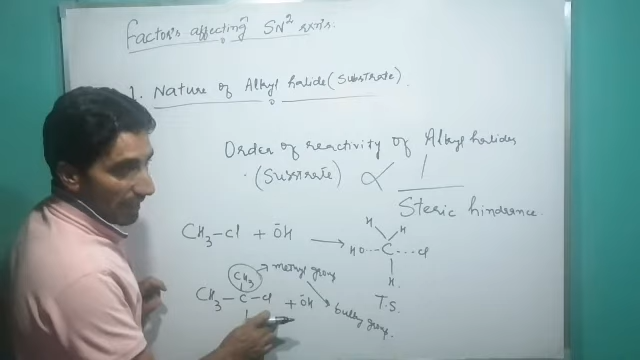 Factor's affecting SN² rxn's.
1. Nature of Alkyl halide (Substrate).
Order of reactivity of Alkyl halides
(Substrate) ∝ 1
Steric hindrance.
CH₃–Cl + ŌH → HO---C---Cl
H H
H
T.S.
CH₃ → methyl group
CH₃–C–Cl + ŌH
bulky group.